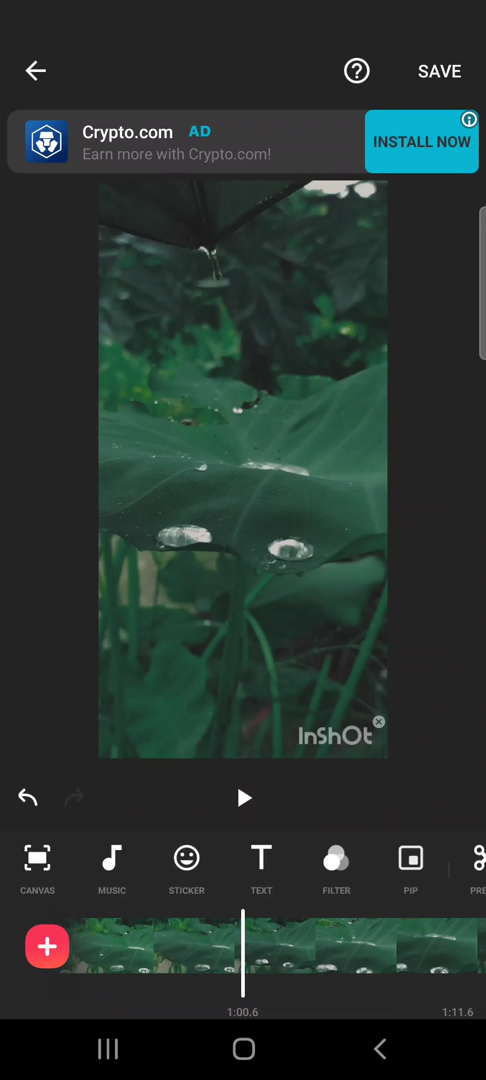 SAVE
Crypto.com AD
Earn more with Crypto.com!
INSTALL NOW
InShOt
CANVAS MUSIC STICKER TEXT FILTER PIP PRE
1:00.6 1:11.6